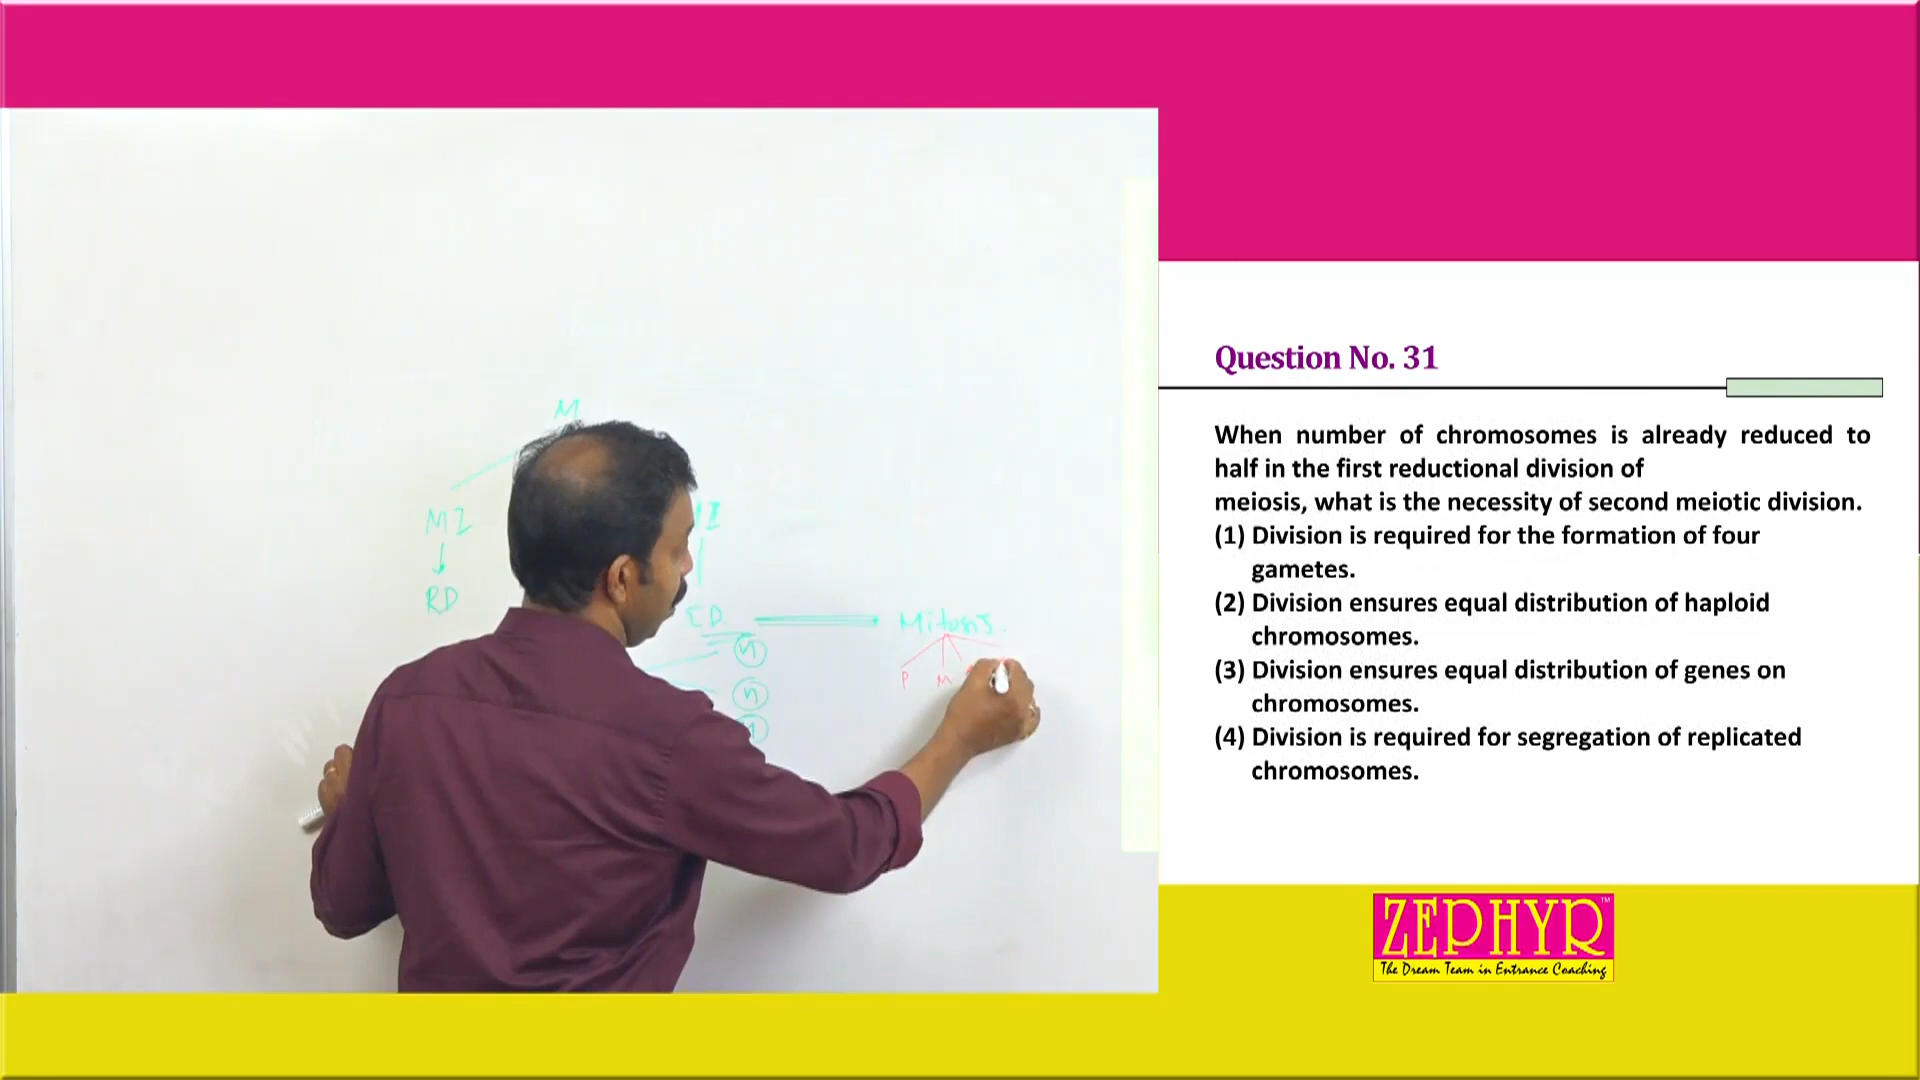 M
MI
RD
E.D.
Mitosis.
n
n
n
P
M
Question No. 31
When number of chromosomes is already reduced to
half in the first reductional division of
meiosis, what is the necessity of second meiotic division.
(1) Division is required for the formation of four
gametes.
(2) Division ensures equal distribution of haploid
chromosomes.
(3) Division ensures equal distribution of genes on
chromosomes.
(4) Division is required for segregation of replicated
chromosomes.
ZEPHYR™
The Dream Team in Entrance Coaching